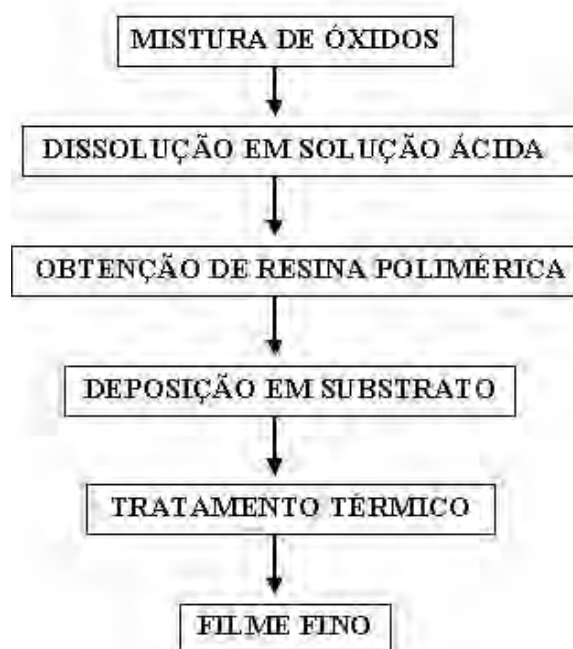 MISTURA DE ÓXIDOS
DISSOLUÇÃO EM SOLUÇÃO ÁCIDA
OBTENÇÃO DE RESINA POLIMÉRICA
DEPOSIÇÃO EM SUBSTRATO
TRATAMENTO TÉRMICO
FILME FINO